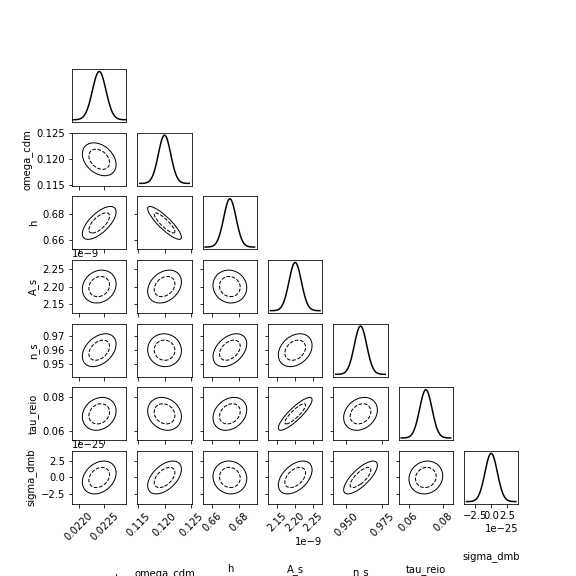 omega_cdm
0.125
0.120
0.115
h
0.68
0.66
1e−9
A_s
2.25
2.20
2.15
n_s
0.97
0.96
0.95
tau_reio
0.08
0.06
1e−25
sigma_dmb
2.5
0.0
−2.5
0.0220 0.0225 0.115 0.120 0.125 0.66 0.68 2.15 2.20 2.25 0.950 0.975 0.06 0.08 −2.5 0.0 2.5
1e−9 1e−25
sigma_dmb
omega_cdm h A_s n_s tau_reio